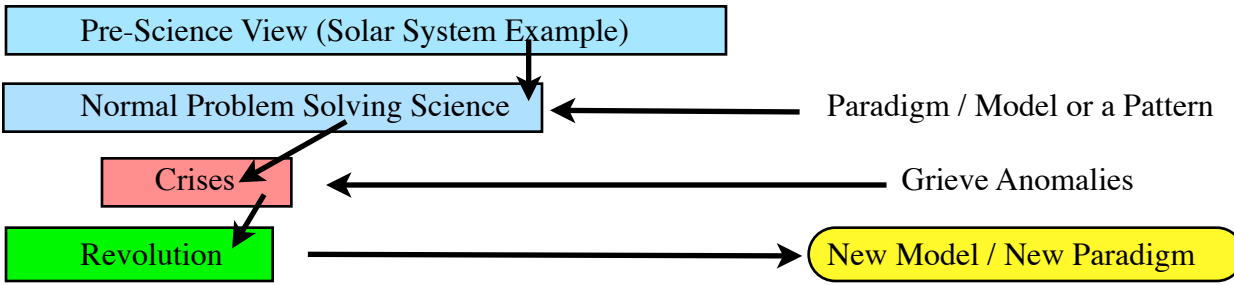 Pre-Science View (Solar System Example)
Normal Problem Solving Science
Paradigm / Model or a Pattern
Crises
Grieve Anomalies
Revolution
New Model / New Paradigm